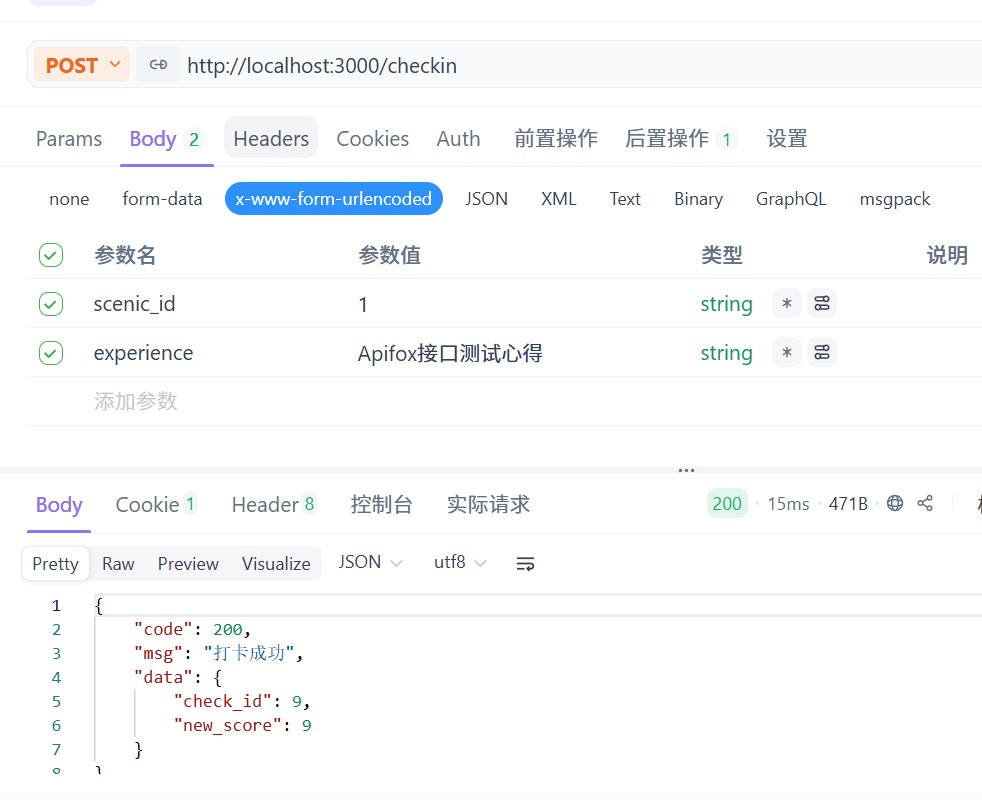 POST http://localhost:3000/checkin
Params Body 2 Headers Cookies Auth 前置操作 后置操作 1 设置
none form-data x-www-form-urlencoded JSON XML Text Binary GraphQL msgpack
参数名 参数值 类型 说明
scenic_id 1 string *
experience Apifox接口测试心得 string *
添加参数
Body Cookie 1 Header 8 控制台 实际请求 200 15ms 471B
Pretty Raw Preview Visualize JSON utf8
1 {
2 "code": 200,
3 "msg": "打卡成功",
4 "data": {
5 "check_id": 9,
6 "new_score": 9
7 }
8 }